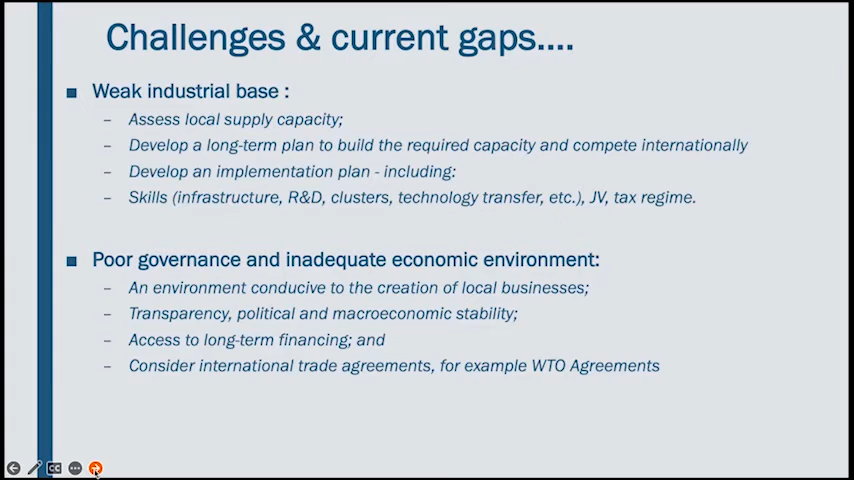 Challenges & current gaps....
■ Weak industrial base :
– Assess local supply capacity;
– Develop a long-term plan to build the required capacity and compete internationally
– Develop an implementation plan - including:
– Skills (infrastructure, R&D, clusters, technology transfer, etc.), JV, tax regime.
■ Poor governance and inadequate economic environment:
– An environment conducive to the creation of local businesses;
– Transparency, political and macroeconomic stability;
– Access to long-term financing; and
– Consider international trade agreements, for example WTO Agreements
CC